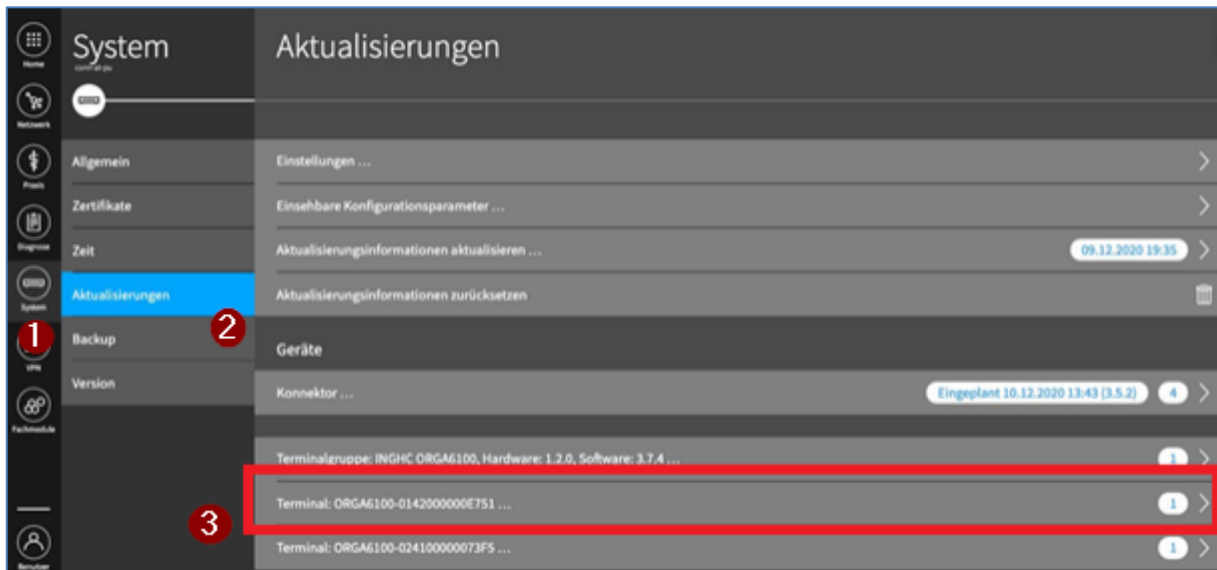 Home
Netzwerk
Praxis
Diagnose
System
1
VPN
Fachmodule
Benutzer
System
Allgemein
Zertifikate
Zeit
Aktualisierungen
2
Backup
Version
3
Aktualisierungen
Einstellungen ...
Einsehbare Konfigurationsparameter ...
Aktualisierungsinformationen aktualisieren ... 09.12.2020 19:35
Aktualisierungsinformationen zurücksetzen
Geräte
Konnektor ... Eingeplant 10.12.2020 13:43 (3.5.2) 4
Terminalgruppe: INGHC ORGA6100, Hardware: 1.2.0, Software: 3.7.4 ... 1
Terminal: ORGA6100-0142000000E751 ... 1
Terminal: ORGA6100-024100000073F5 ... 1